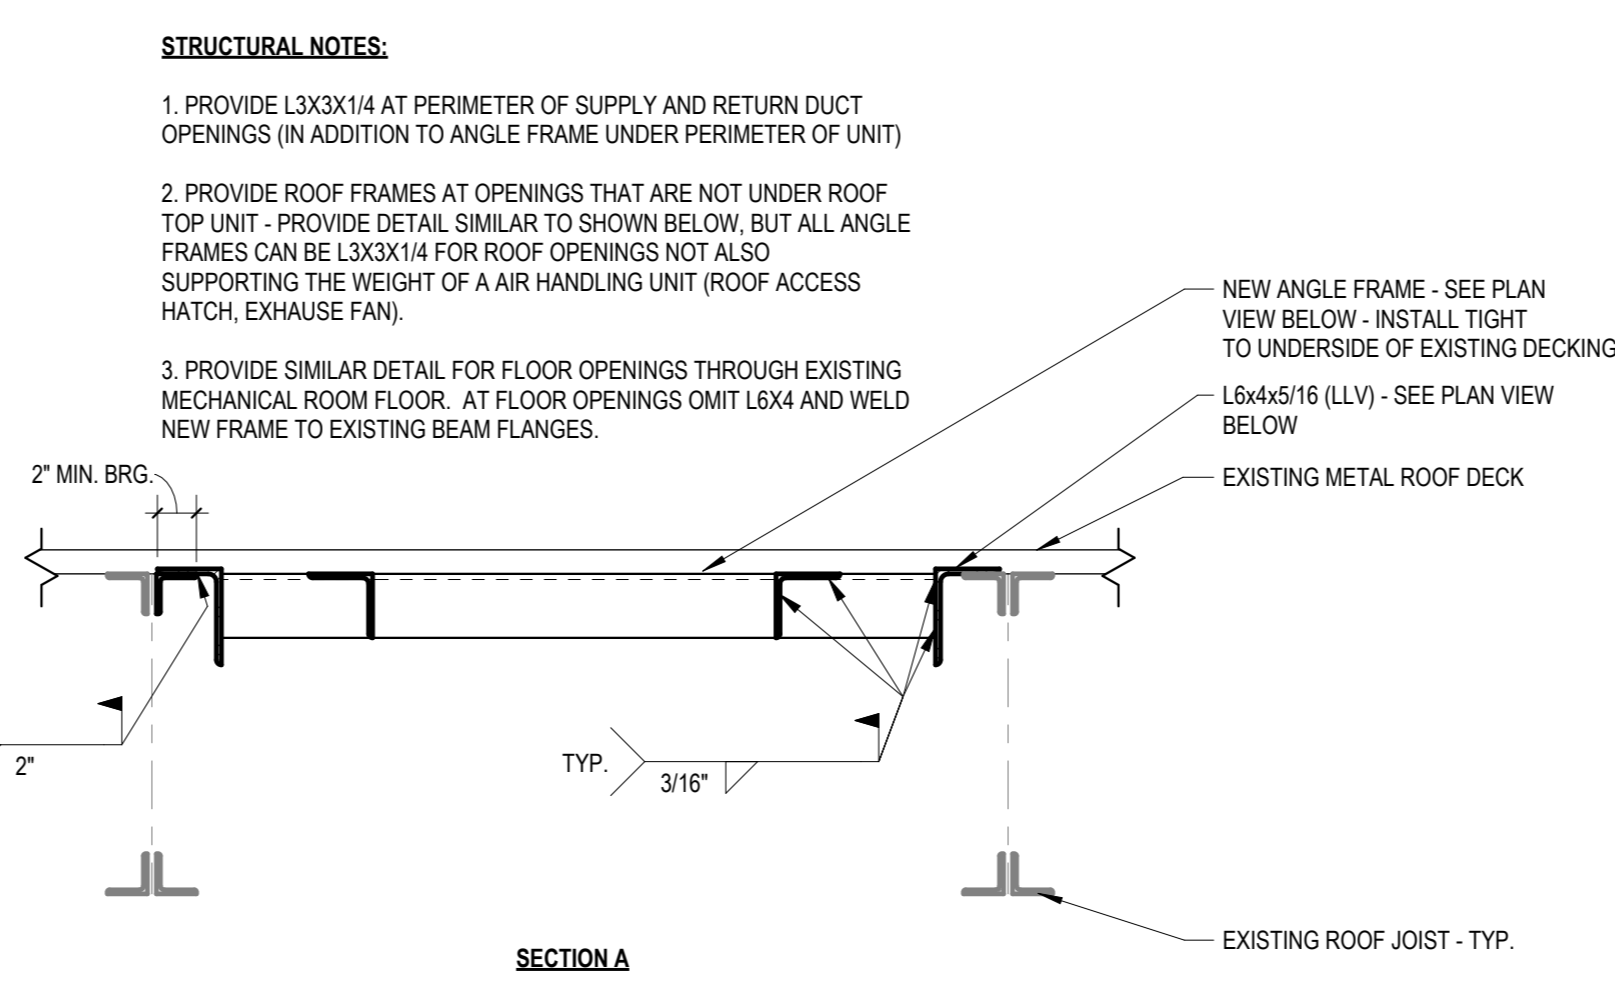 STRUCTURAL NOTES:
1. PROVIDE L3X3X1/4 AT PERIMETER OF SUPPLY AND RETURN DUCT
OPENINGS (IN ADDITION TO ANGLE FRAME UNDER PERIMETER OF UNIT)
2. PROVIDE ROOF FRAMES AT OPENINGS THAT ARE NOT UNDER ROOF
TOP UNIT - PROVIDE DETAIL SIMILAR TO SHOWN BELOW, BUT ALL ANGLE
FRAMES CAN BE L3X3X1/4 FOR ROOF OPENINGS NOT ALSO
SUPPORTING THE WEIGHT OF A AIR HANDLING UNIT (ROOF ACCESS
HATCH, EXHAUSE FAN).
3. PROVIDE SIMILAR DETAIL FOR FLOOR OPENINGS THROUGH EXISTING
MECHANICAL ROOM FLOOR. AT FLOOR OPENINGS OMIT L6X4 AND WELD
NEW FRAME TO EXISTING BEAM FLANGES.
NEW ANGLE FRAME - SEE PLAN
VIEW BELOW - INSTALL TIGHT
TO UNDERSIDE OF EXISTING DECKING
L6x4x5/16 (LLV) - SEE PLAN VIEW
BELOW
EXISTING METAL ROOF DECK
2" MIN. BRG.
2"
TYP.
3/16"
EXISTING ROOF JOIST - TYP.
SECTION A